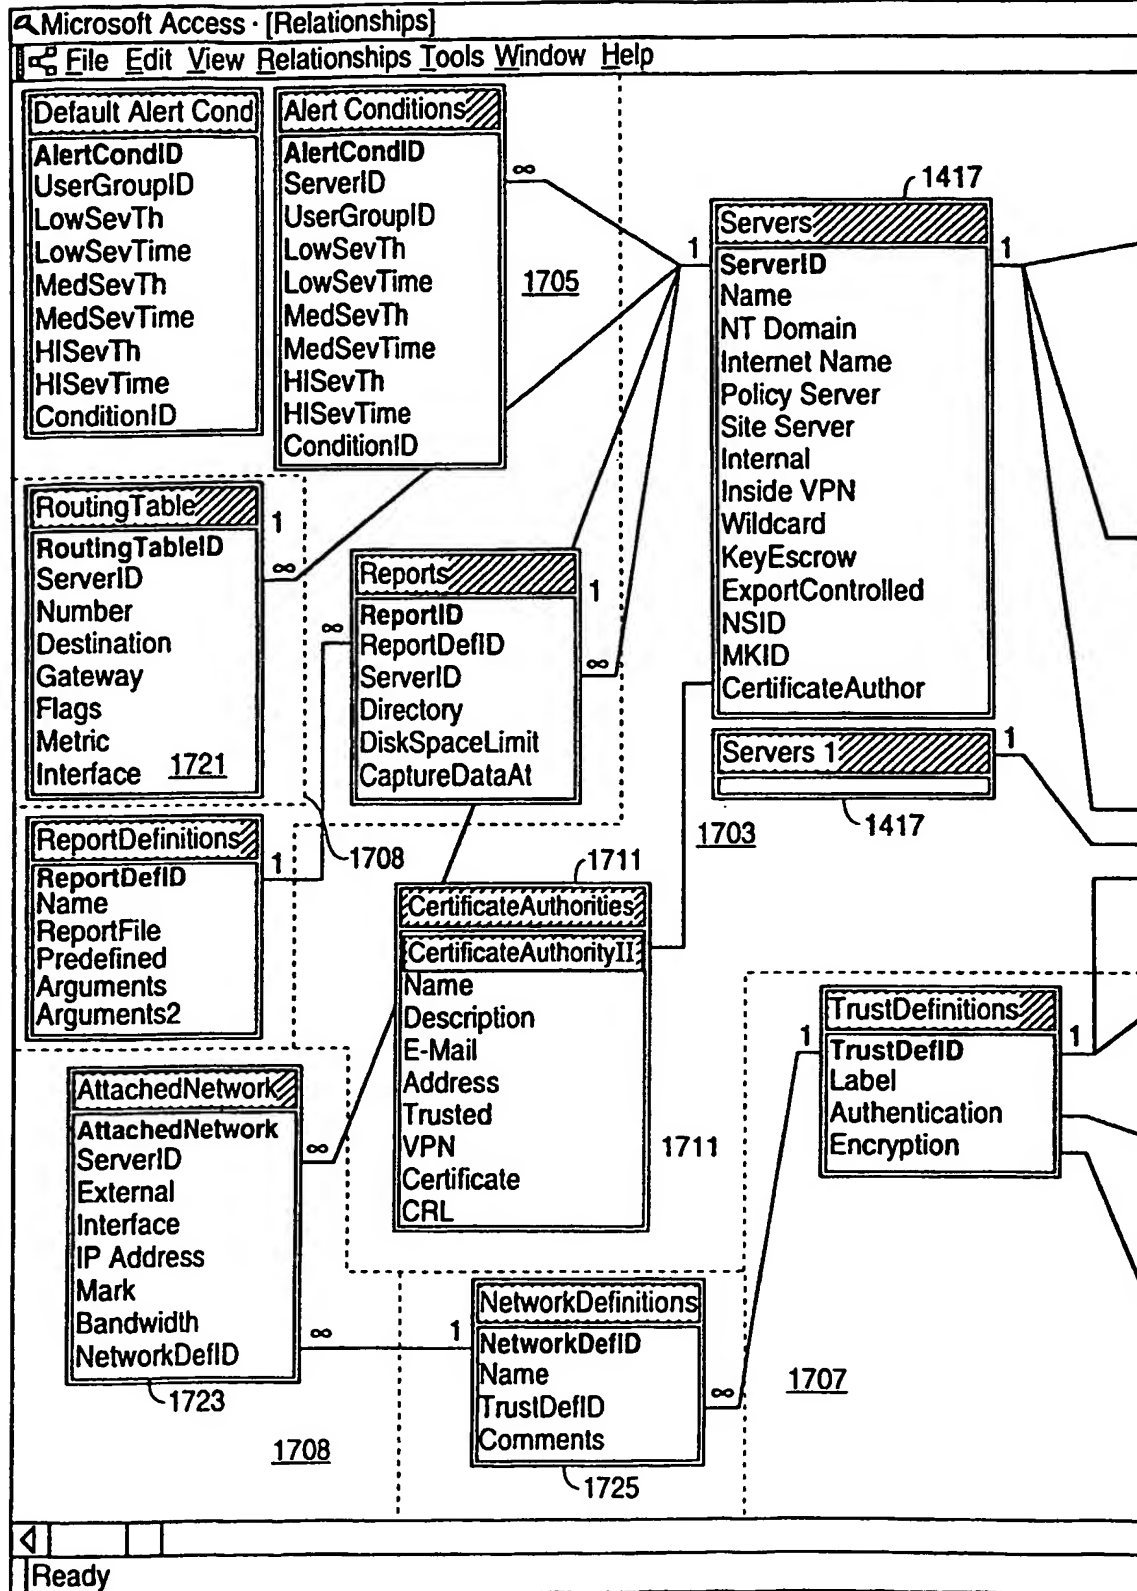 Microsoft Access · [Relationships]
File Edit View Relationships Tools Window Help
Default Alert Cond
AlertCondID
UserGroupID
LowSevTh
LowSevTime
MedSevTh
MedSevTime
HISevTh
HISevTime
ConditionID
Alert Conditions
AlertCondID
ServerID
UserGroupID
LowSevTh
LowSevTime
MedSevTh
MedSevTime
HISevTh
HISevTime
ConditionID
∞
1705
1417
Servers
1
1
ServerID
Name
NT Domain
Internet Name
Policy Server
Site Server
Internal
Inside VPN
Wildcard
KeyEscrow
ExportControlled
NSID
MKID
CertificateAuthor
Servers 1
1
1417
1703
RoutingTable
1
RoutingTableID
∞
ServerID
Number
Destination
Gateway
Flags
Metric
Interface
1721
Reports
1
ReportID
∞
ReportDefID
ServerID
∞
Directory
DiskSpaceLimit
CaptureDataAt
1708
ReportDefinitions
1
ReportDefID
Name
ReportFile
Predefined
Arguments
Arguments2
1711
CertificateAuthorities
CertificateAuthorityII
Name
Description
E-Mail
Address
Trusted
VPN
Certificate
CRL
1711
TrustDefinitions
1
1
TrustDefID
Label
Authentication
Encryption
AttachedNetwork
AttachedNetwork
∞
ServerID
External
Interface
IP Address
Mark
Bandwidth
NetworkDefID
∞
1
1723
1708
NetworkDefinitions
NetworkDefID
Name
TrustDefID
Comments
∞
1725
1707
Ready